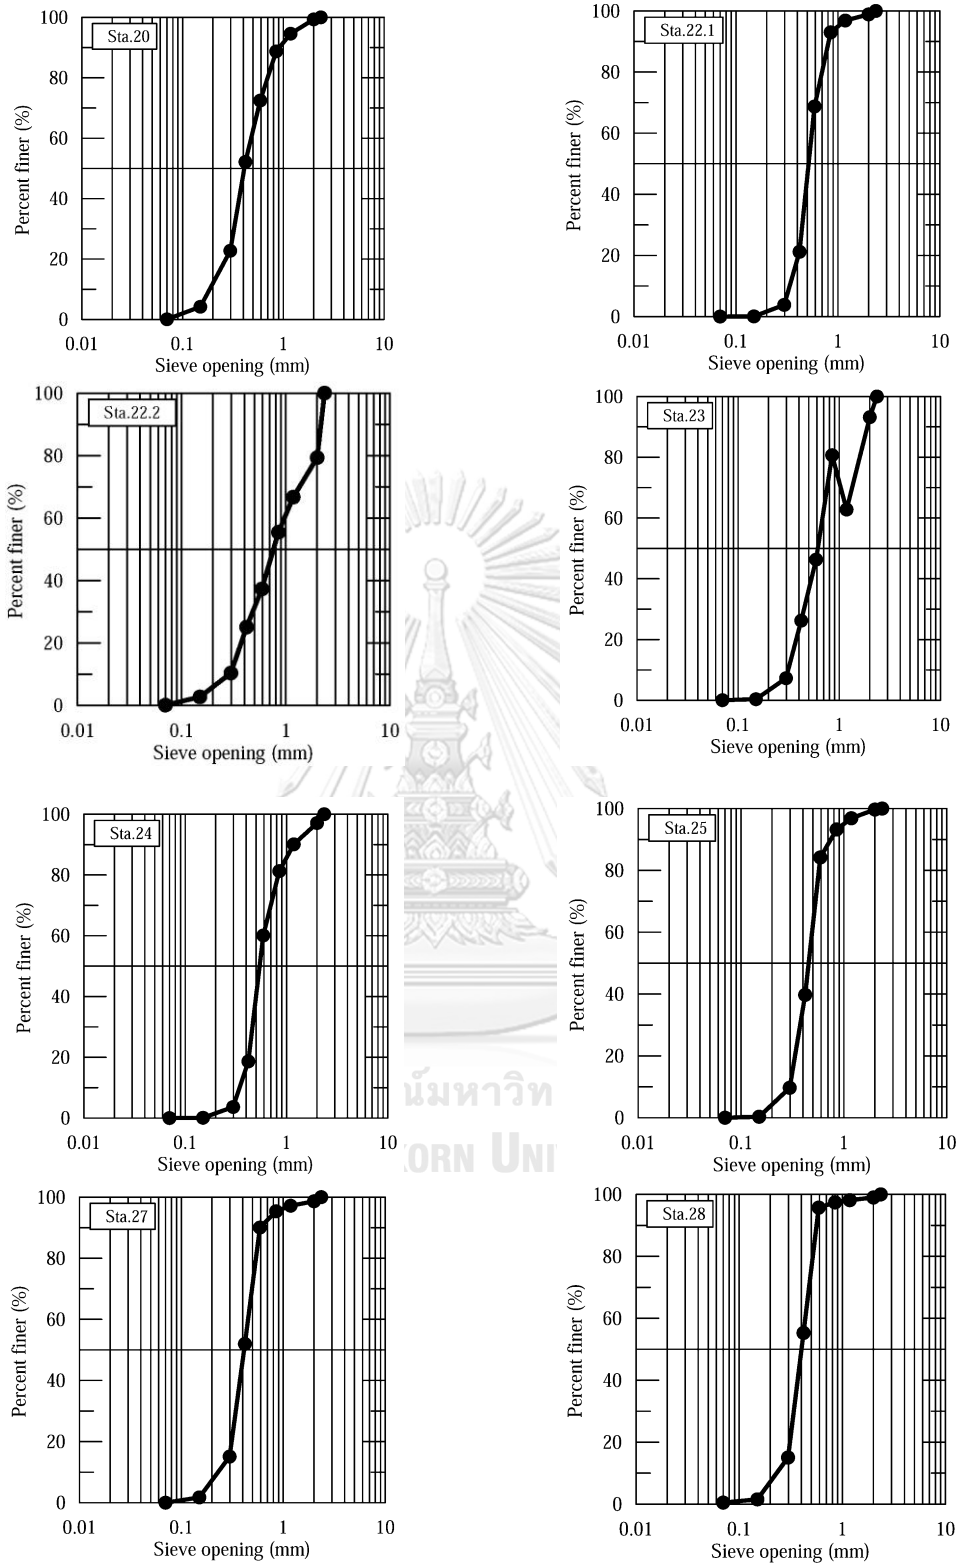 Sta.20
100
80
60
40
20
0
Percent finer (%)
0.01 0.1 1 10
Sieve opening (mm)
Sta.22.1
100
80
60
40
20
0
Percent finer (%)
0.01 0.1 1 10
Sieve opening (mm)
Sta.22.2
100
80
60
40
20
0
Percent finer (%)
0.01 0.1 1 10
Sieve opening (mm)
Sta.23
100
80
60
40
20
0
Percent finer (%)
0.01 0.1 1 10
Sieve opening (mm)
Sta.24
100
80
60
40
20
0
Percent finer (%)
0.01 0.1 1 10
Sieve opening (mm)
Sta.25
100
80
60
40
20
0
Percent finer (%)
0.01 0.1 1 10
Sieve opening (mm)
ณ์มหาวิท
KORN UNI
Sta.27
100
80
60
40
20
0
Percent finer (%)
0.01 0.1 1 10
Sieve opening (mm)
Sta.28
100
80
60
40
20
0
Percent finer (%)
0.01 0.1 1 10
Sieve opening (mm)